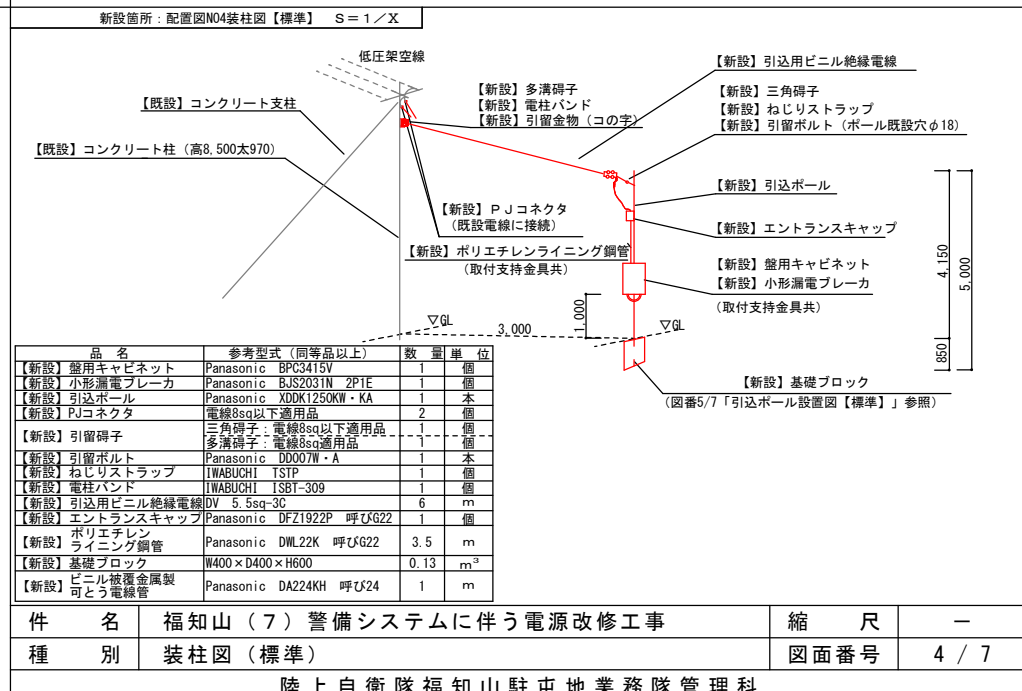 新設箇所：配置図NO4装柱図【標準】 Ｓ＝１／Ｘ
低圧架空線
【新設】引込用ビニル絶縁電線
【既設】コンクリート支柱
【新設】多溝碍子
【新設】電柱バンド
【新設】引留金物（コの字）
【新設】三角碍子
【新設】ねじりストラップ
【新設】引留ボルト（ポール既設穴φ18）
【既設】コンクリート柱（高8,500太970）
【新設】引込ポール
【新設】ＰＪコネクタ
（既設電線に接続）
【新設】エントランスキャップ
【新設】ポリエチレンライニング鋼管
（取付支持金具共）
【新設】盤用キャビネット
【新設】小形漏電ブレーカ
（取付支持金具共）
4,150
5,000
1,000
▽GL
3,000
▽GL
850
【新設】基礎ブロック
（図番5/7「引込ポール設置図【標準】」参照）
品 名 参考型式（同等品以上） 数 量 単 位
【新設】盤用キャビネット Panasonic BPC3415V 1 個
【新設】小形漏電ブレーカ Panasonic BJS2031N 2P1E 1 個
【新設】引込ポール Panasonic XDDK1250KW・KA 1 本
【新設】PJコネクタ 電線8sq以下適用品 2 個
【新設】引留碍子 三角碍子：電線8sq以下適用品 1 個
多溝碍子：電線8sq適用品 1 個
【新設】引留ボルト Panasonic DD007W・A 1 本
【新設】ねじりストラップ IWABUCHI TSTP 1 個
【新設】電柱バンド IWABUCHI ISBT-309 1 個
【新設】引込用ビニル絶縁電線 DV 5.5sq-3C 6 m
【新設】エントランスキャップ Panasonic DFZ1922P 呼びG22 1 個
【新設】ポリエチレンライニング鋼管 Panasonic DWL22K 呼びG22 3.5 m
【新設】基礎ブロック W400×D400×H600 0.13 m³
【新設】ビニル被覆金属製可とう電線管 Panasonic DA224KH 呼び24 1 m
件 名 福知山（７）警備システムに伴う電源改修工事 縮 尺 －
種 別 装柱図（標準） 図面番号 4 / 7
陸上自衛隊福知山駐屯地業務隊管理科